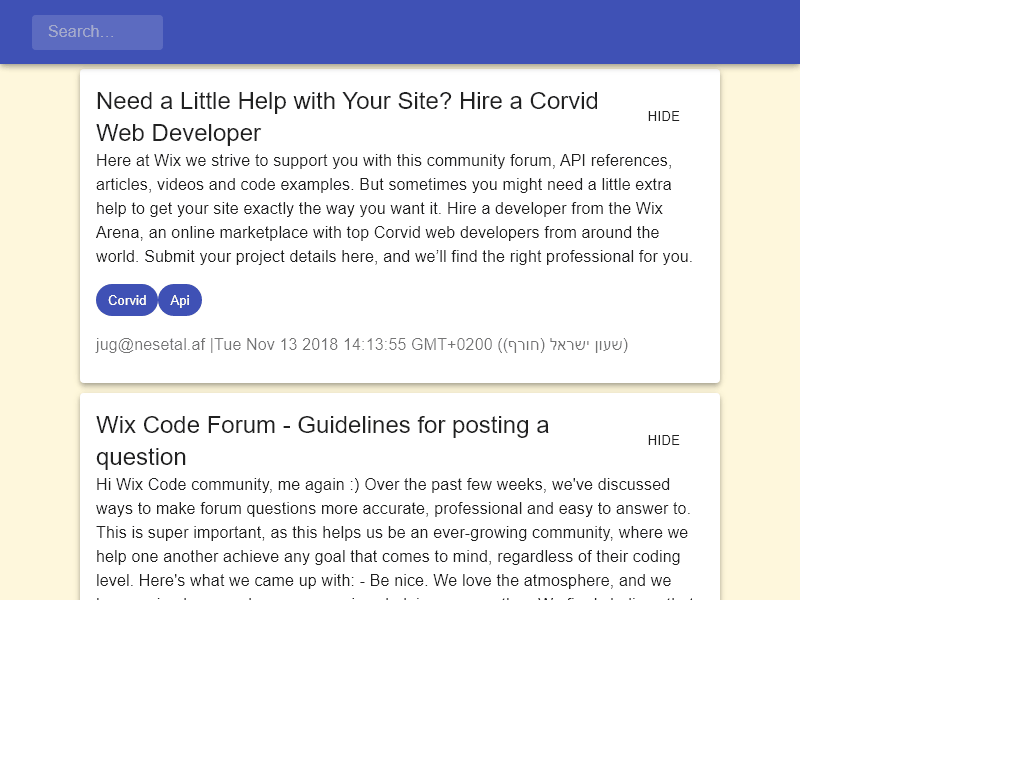 Search...
Need a Little Help with Your Site? Hire a Corvid
Web Developer
HIDE
Here at Wix we strive to support you with this community forum, API references,
articles, videos and code examples. But sometimes you might need a little extra
help to get your site exactly the way you want it. Hire a developer from the Wix
Arena, an online marketplace with top Corvid web developers from around the
world. Submit your project details here, and we’ll find the right professional for you.
Corvid Api
jug@nesetal.af |Tue Nov 13 2018 14:13:55 GMT+0200 ((שעון ישראל (חורף)
Wix Code Forum - Guidelines for posting a
question
HIDE
Hi Wix Code community, me again :) Over the past few weeks, we've discussed
ways to make forum questions more accurate, professional and easy to answer to.
This is super important, as this helps us be an ever-growing community, where we
help one another achieve any goal that comes to mind, regardless of their coding
level. Here's what we came up with: - Be nice. We love the atmosphere, and we